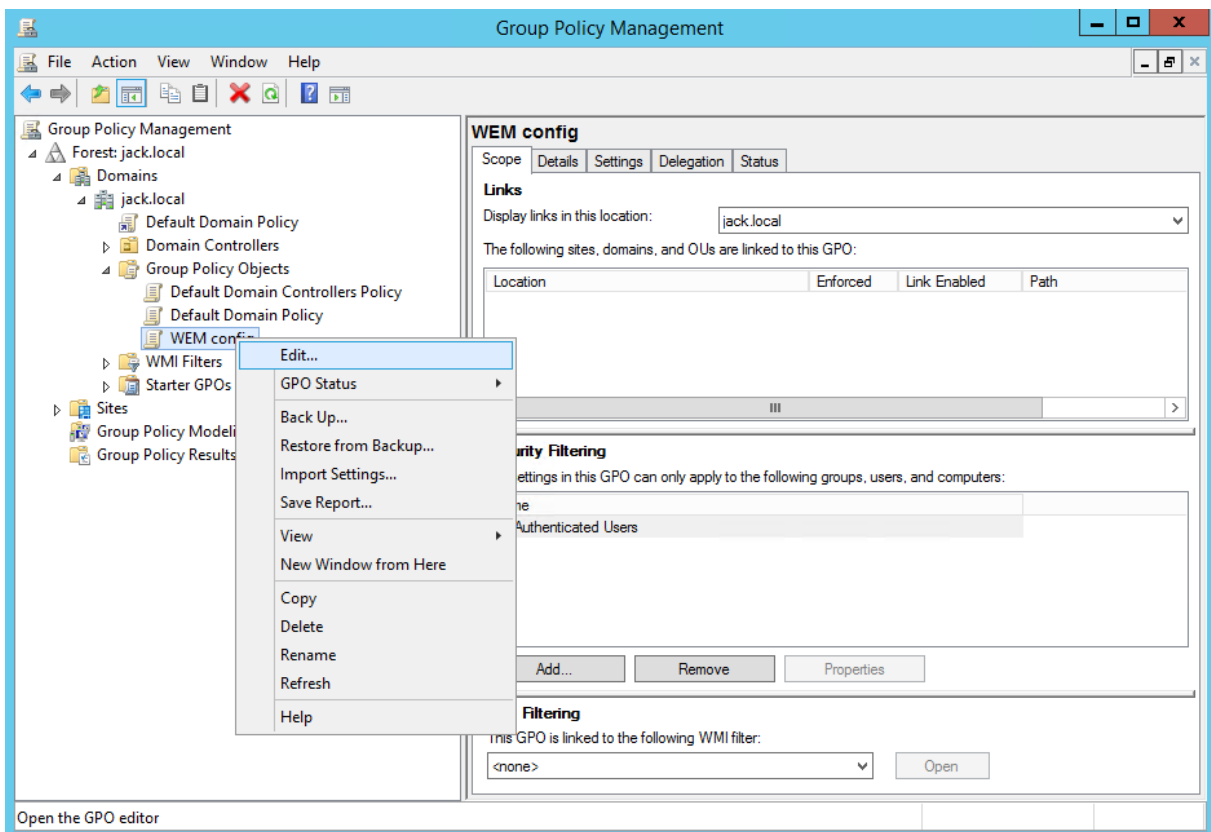 Group Policy Management
File Action View Window Help
Group Policy Management
Forest: jack.local
Domains
jack.local
Default Domain Policy
Domain Controllers
Group Policy Objects
Default Domain Controllers Policy
Default Domain Policy
WEM config
WMI Filters
Starter GPOs
Sites
Group Policy Modeli
Group Policy Results
Edit...
GPO Status
Back Up...
Restore from Backup...
Import Settings...
Save Report...
View
New Window from Here
Copy
Delete
Rename
Refresh
Help
WEM config
Scope Details Settings Delegation Status
Links
Display links in this location: jack.local
The following sites, domains, and OUs are linked to this GPO:
Location Enforced Link Enabled Path
urity Filtering
ettings in this GPO can only apply to the following groups, users, and computers:
me
Authenticated Users
Add... Remove Properties
Filtering
This GPO is linked to the following WMI filter:
<none> Open
Open the GPO editor